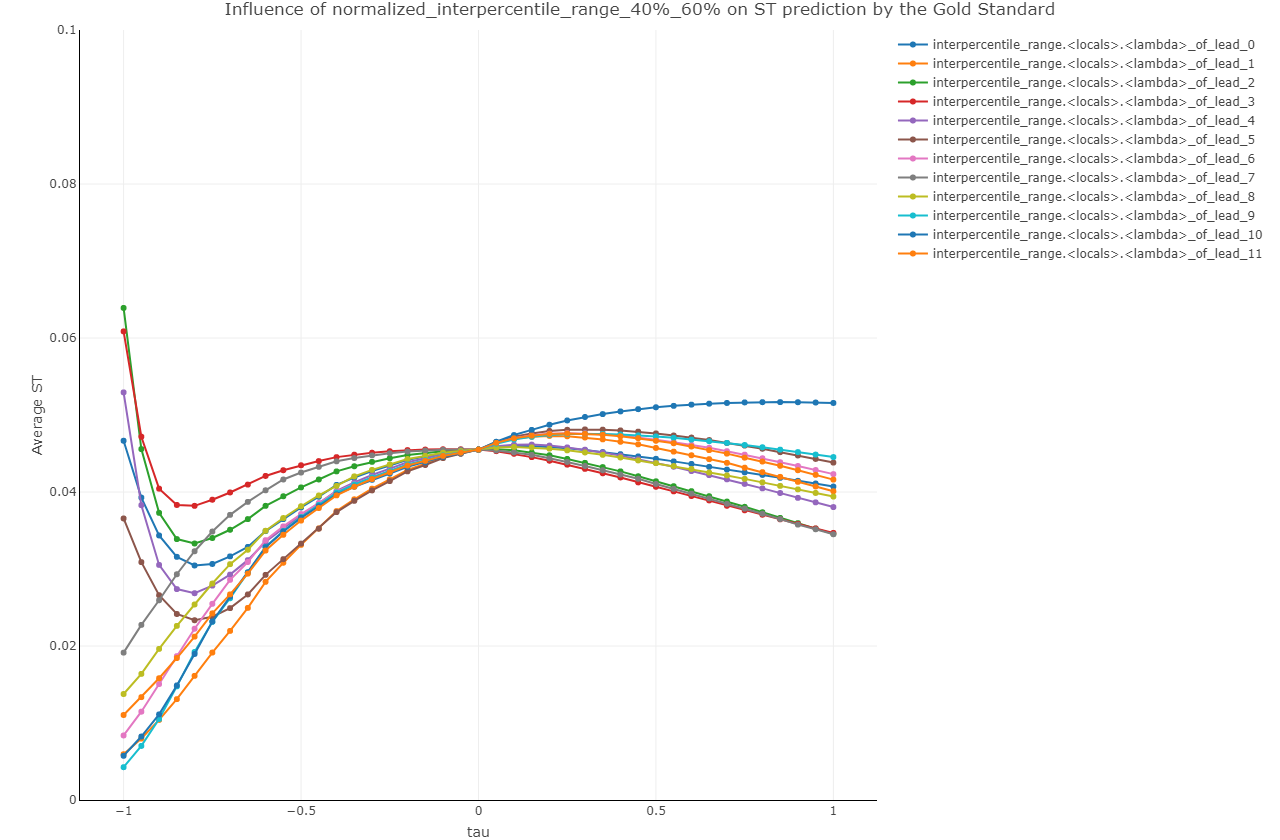 Influence of normalized_interpercentile_range_40%_60% on ST prediction by the Gold Standard
Average ST
0.1
0.08
0.06
0.04
0.02
0
−1
−0.5
0
0.5
1
tau
interpercentile_range.<locals>.<lambda>_of_lead_0
interpercentile_range.<locals>.<lambda>_of_lead_1
interpercentile_range.<locals>.<lambda>_of_lead_2
interpercentile_range.<locals>.<lambda>_of_lead_3
interpercentile_range.<locals>.<lambda>_of_lead_4
interpercentile_range.<locals>.<lambda>_of_lead_5
interpercentile_range.<locals>.<lambda>_of_lead_6
interpercentile_range.<locals>.<lambda>_of_lead_7
interpercentile_range.<locals>.<lambda>_of_lead_8
interpercentile_range.<locals>.<lambda>_of_lead_9
interpercentile_range.<locals>.<lambda>_of_lead_10
interpercentile_range.<locals>.<lambda>_of_lead_11